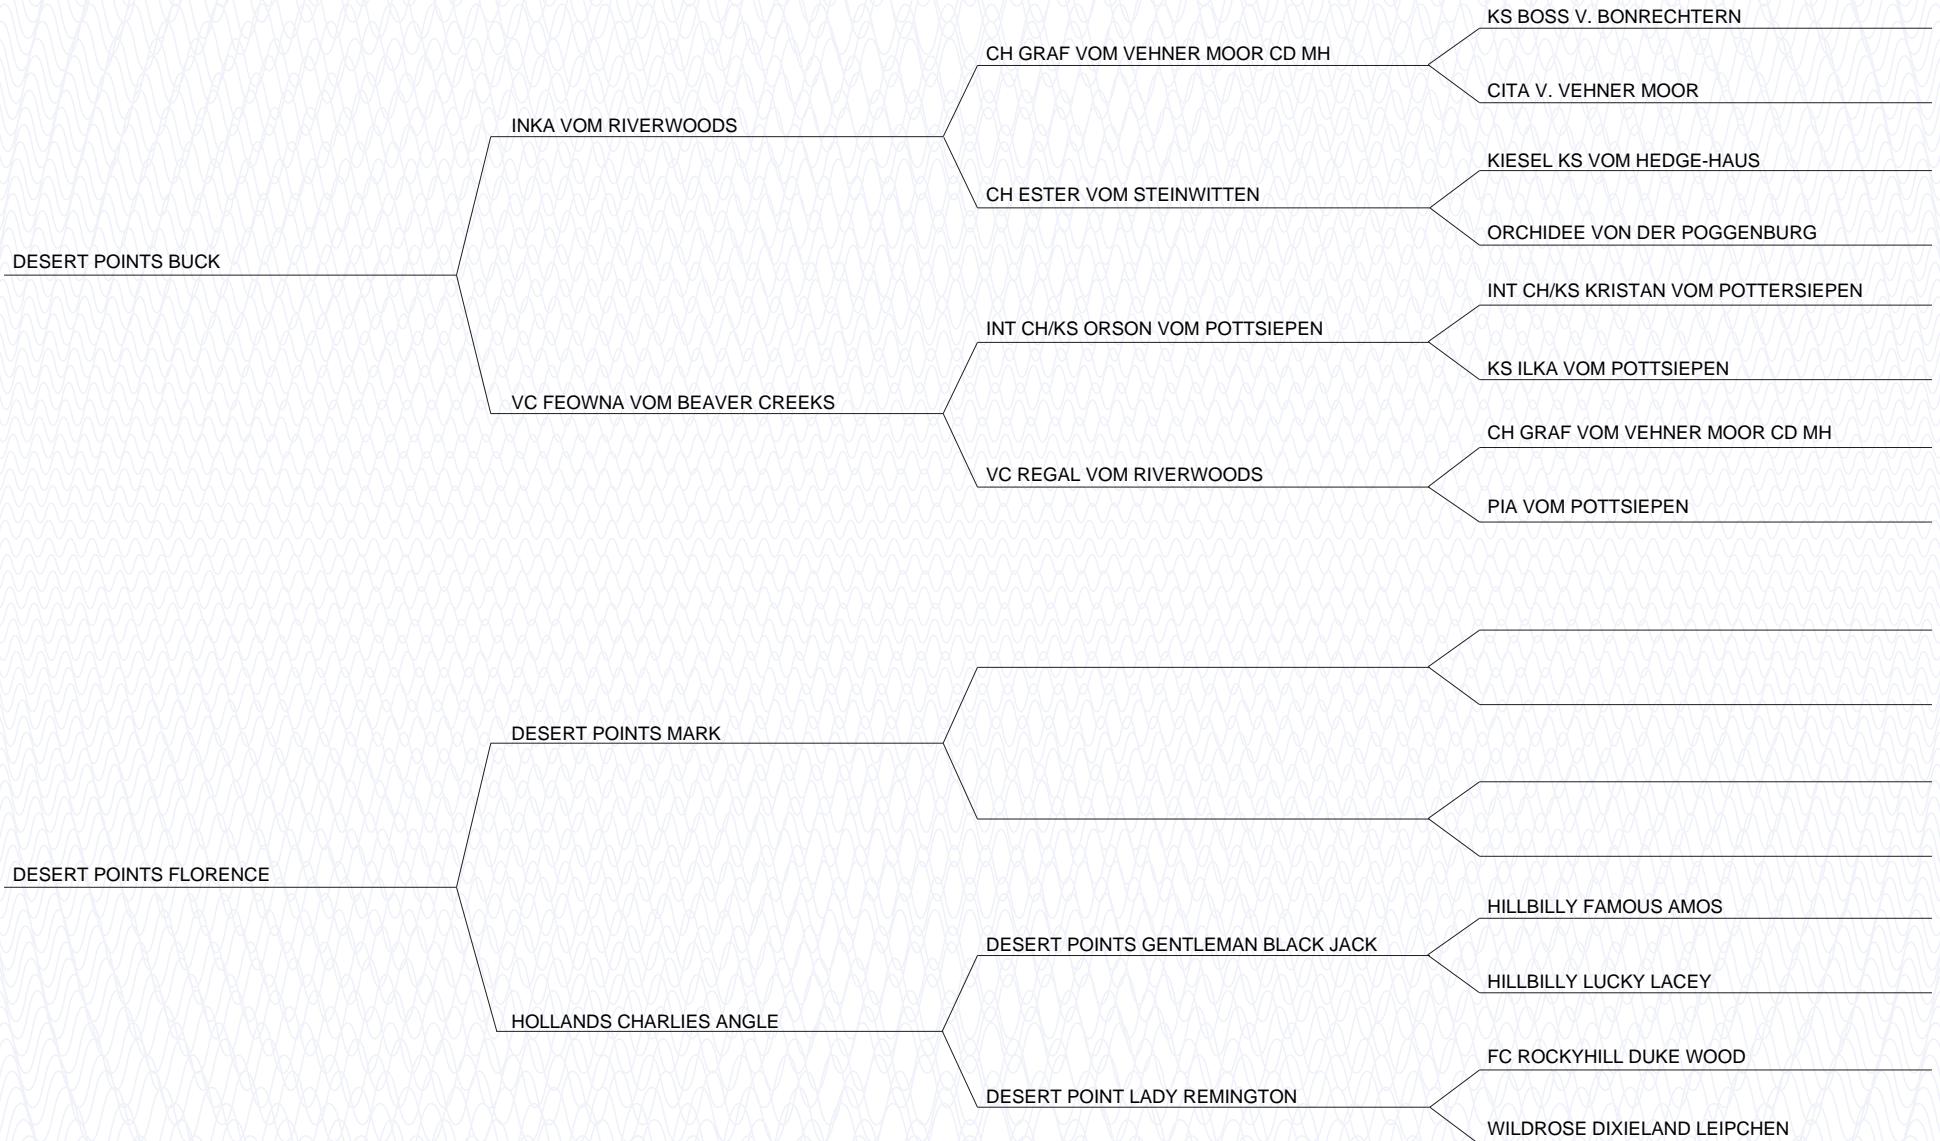 KS BOSS V. BONRECHTERN
CH GRAF VOM VEHNER MOOR CD MH
CITA V. VEHNER MOOR
INKA VOM RIVERWOODS
KIESEL KS VOM HEDGE-HAUS
CH ESTER VOM STEINWITTEN
ORCHIDEE VON DER POGGENBURG
DESERT POINTS BUCK
INT CH/KS KRISTAN VOM POTTERSIEPEN
INT CH/KS ORSON VOM POTTSIEPEN
KS ILKA VOM POTTSIEPEN
VC FEOWNA VOM BEAVER CREEKS
CH GRAF VOM VEHNER MOOR CD MH
VC REGAL VOM RIVERWOODS
PIA VOM POTTSIEPEN
DESERT POINTS MARK
DESERT POINTS FLORENCE
HILLBILLY FAMOUS AMOS
DESERT POINTS GENTLEMAN BLACK JACK
HILLBILLY LUCKY LACEY
HOLLANDS CHARLIES ANGLE
FC ROCKYHILL DUKE WOOD
DESERT POINT LADY REMINGTON
WILDROSE DIXIELAND LEIPCHEN